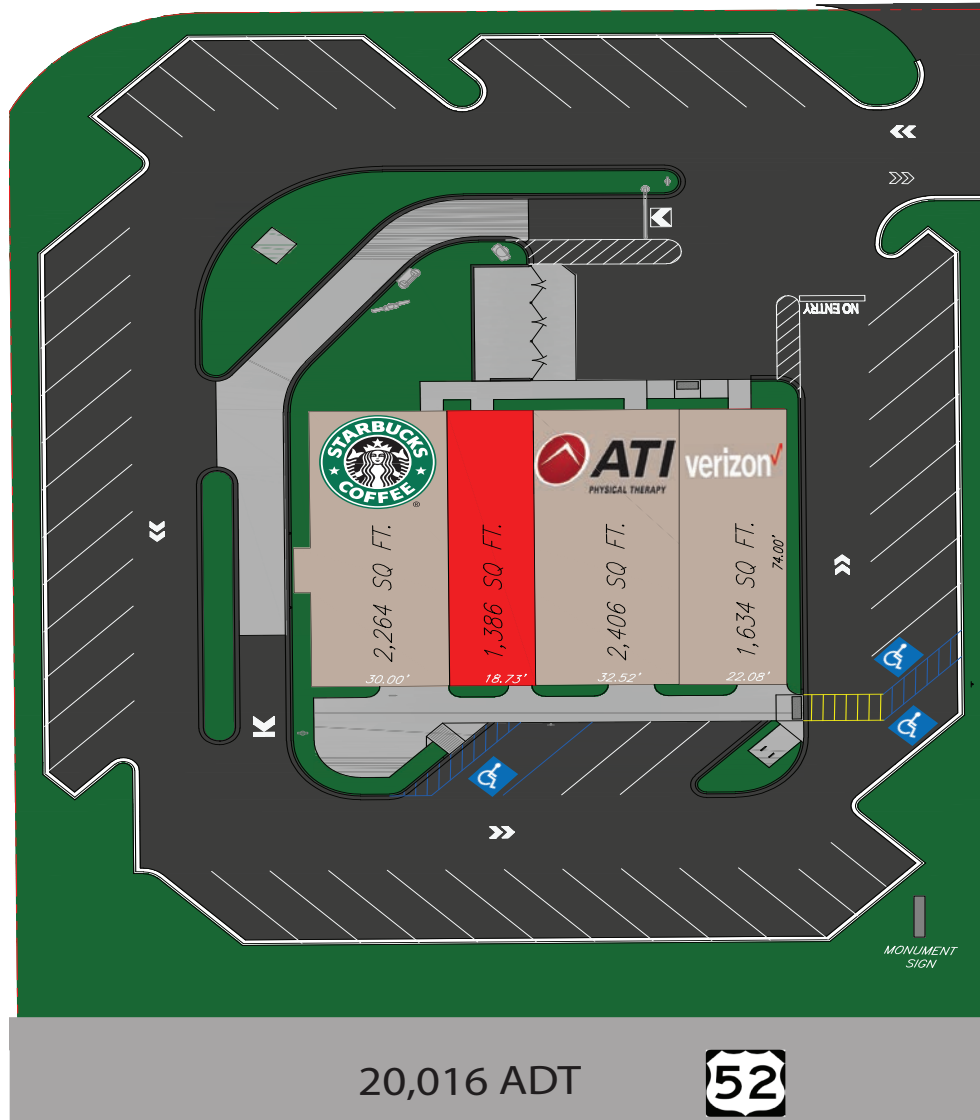 NO ENTRY
STARBUCKS
COFFEE
®
ATI
PHYSICAL THERAPY
verizon
2,264 SQ FT.
1,386 SQ FT.
2,406 SQ FT.
1,634 SQ FT.
74.00'
30.00'
18.73'
32.52'
22.08'
MONUMENT
SIGN
20,016 ADT
52